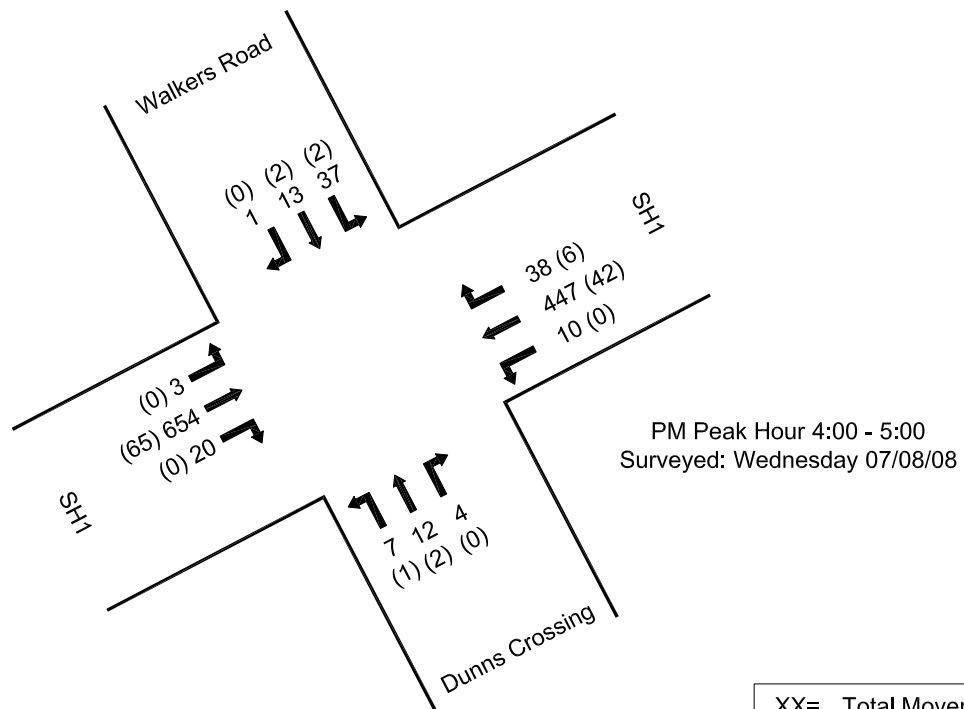 Walkers Road
(0) (2) (2)
1 13 37
SH1
38 (6)
447 (42)
10 (0)
(0) 3
(65) 654
(0) 20
SH1
PM Peak Hour 4:00 - 5:00
Surveyed: Wednesday 07/08/08
7 12 4
(1) (2) (0)
Dunns Crossing
XX= Total